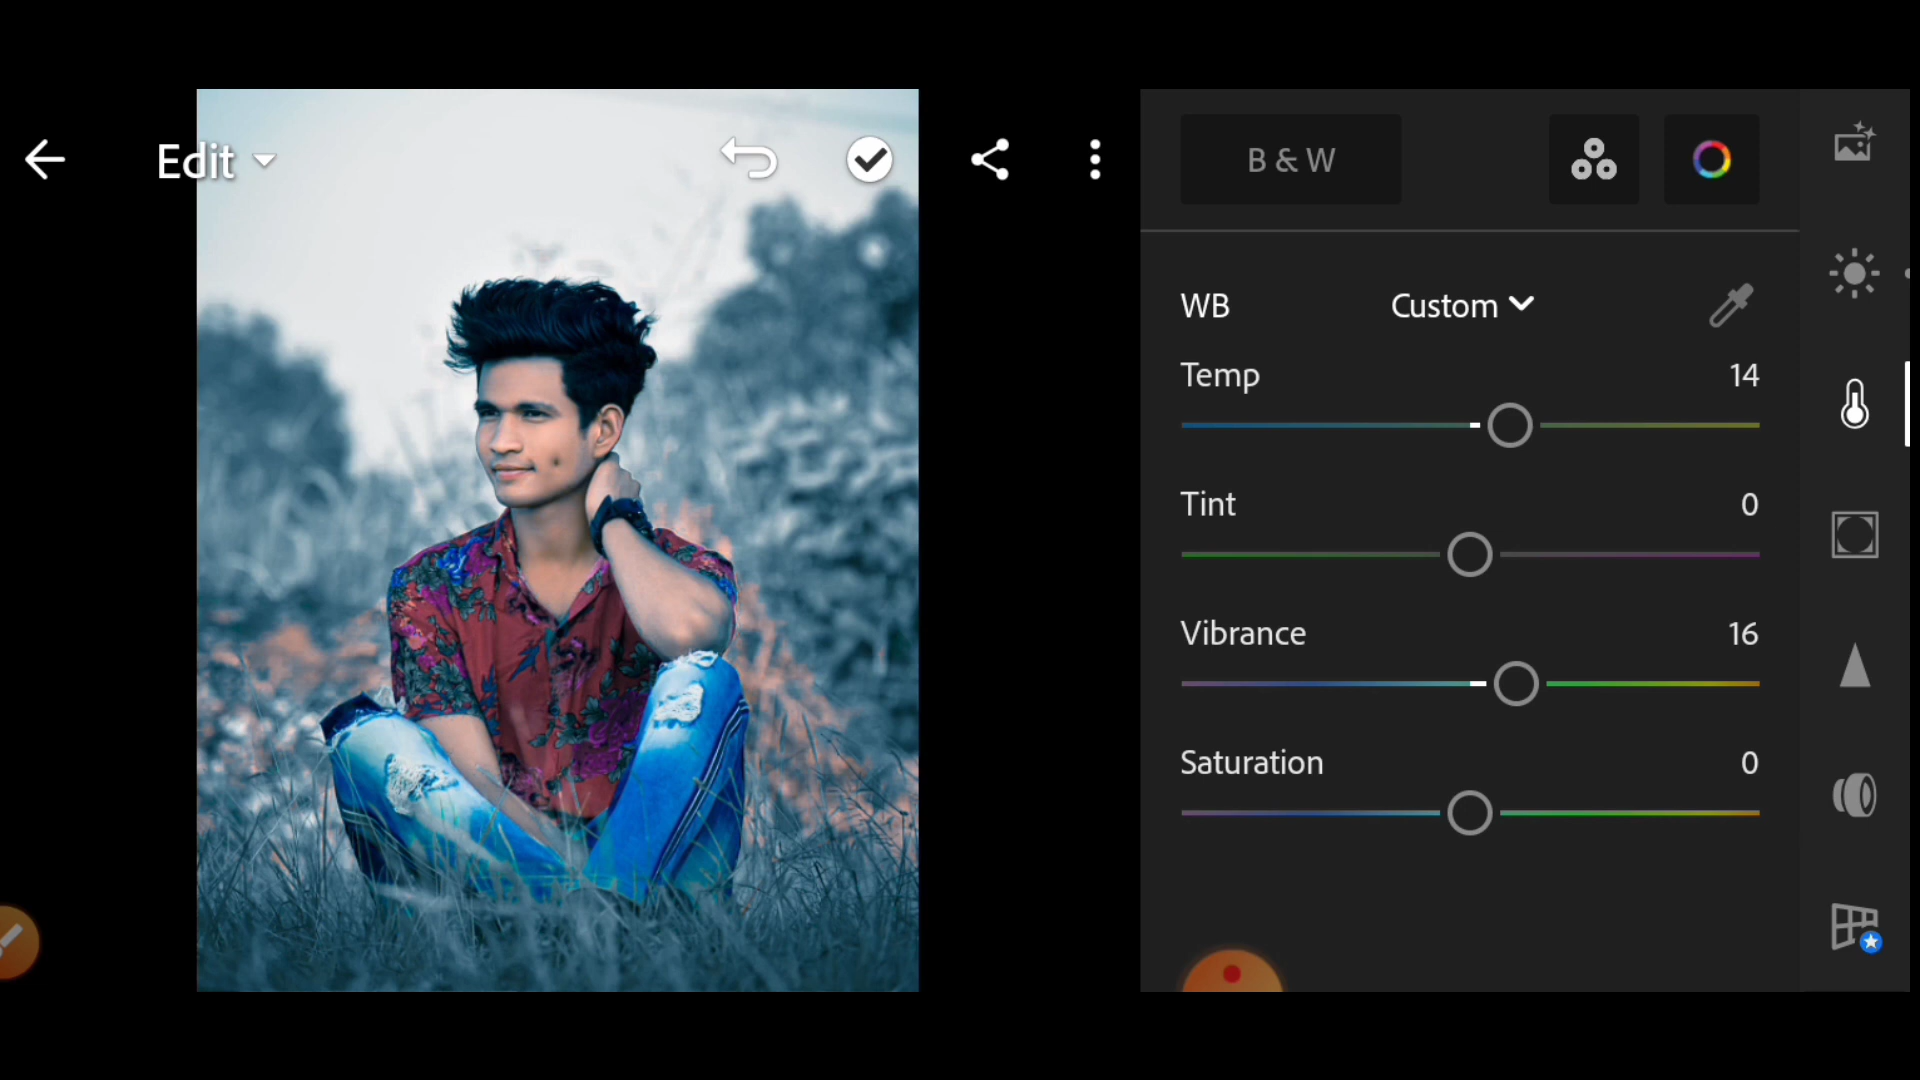 Edit
B & W
WB Custom
Temp 14
Tint 0
Vibrance 16
Saturation 0